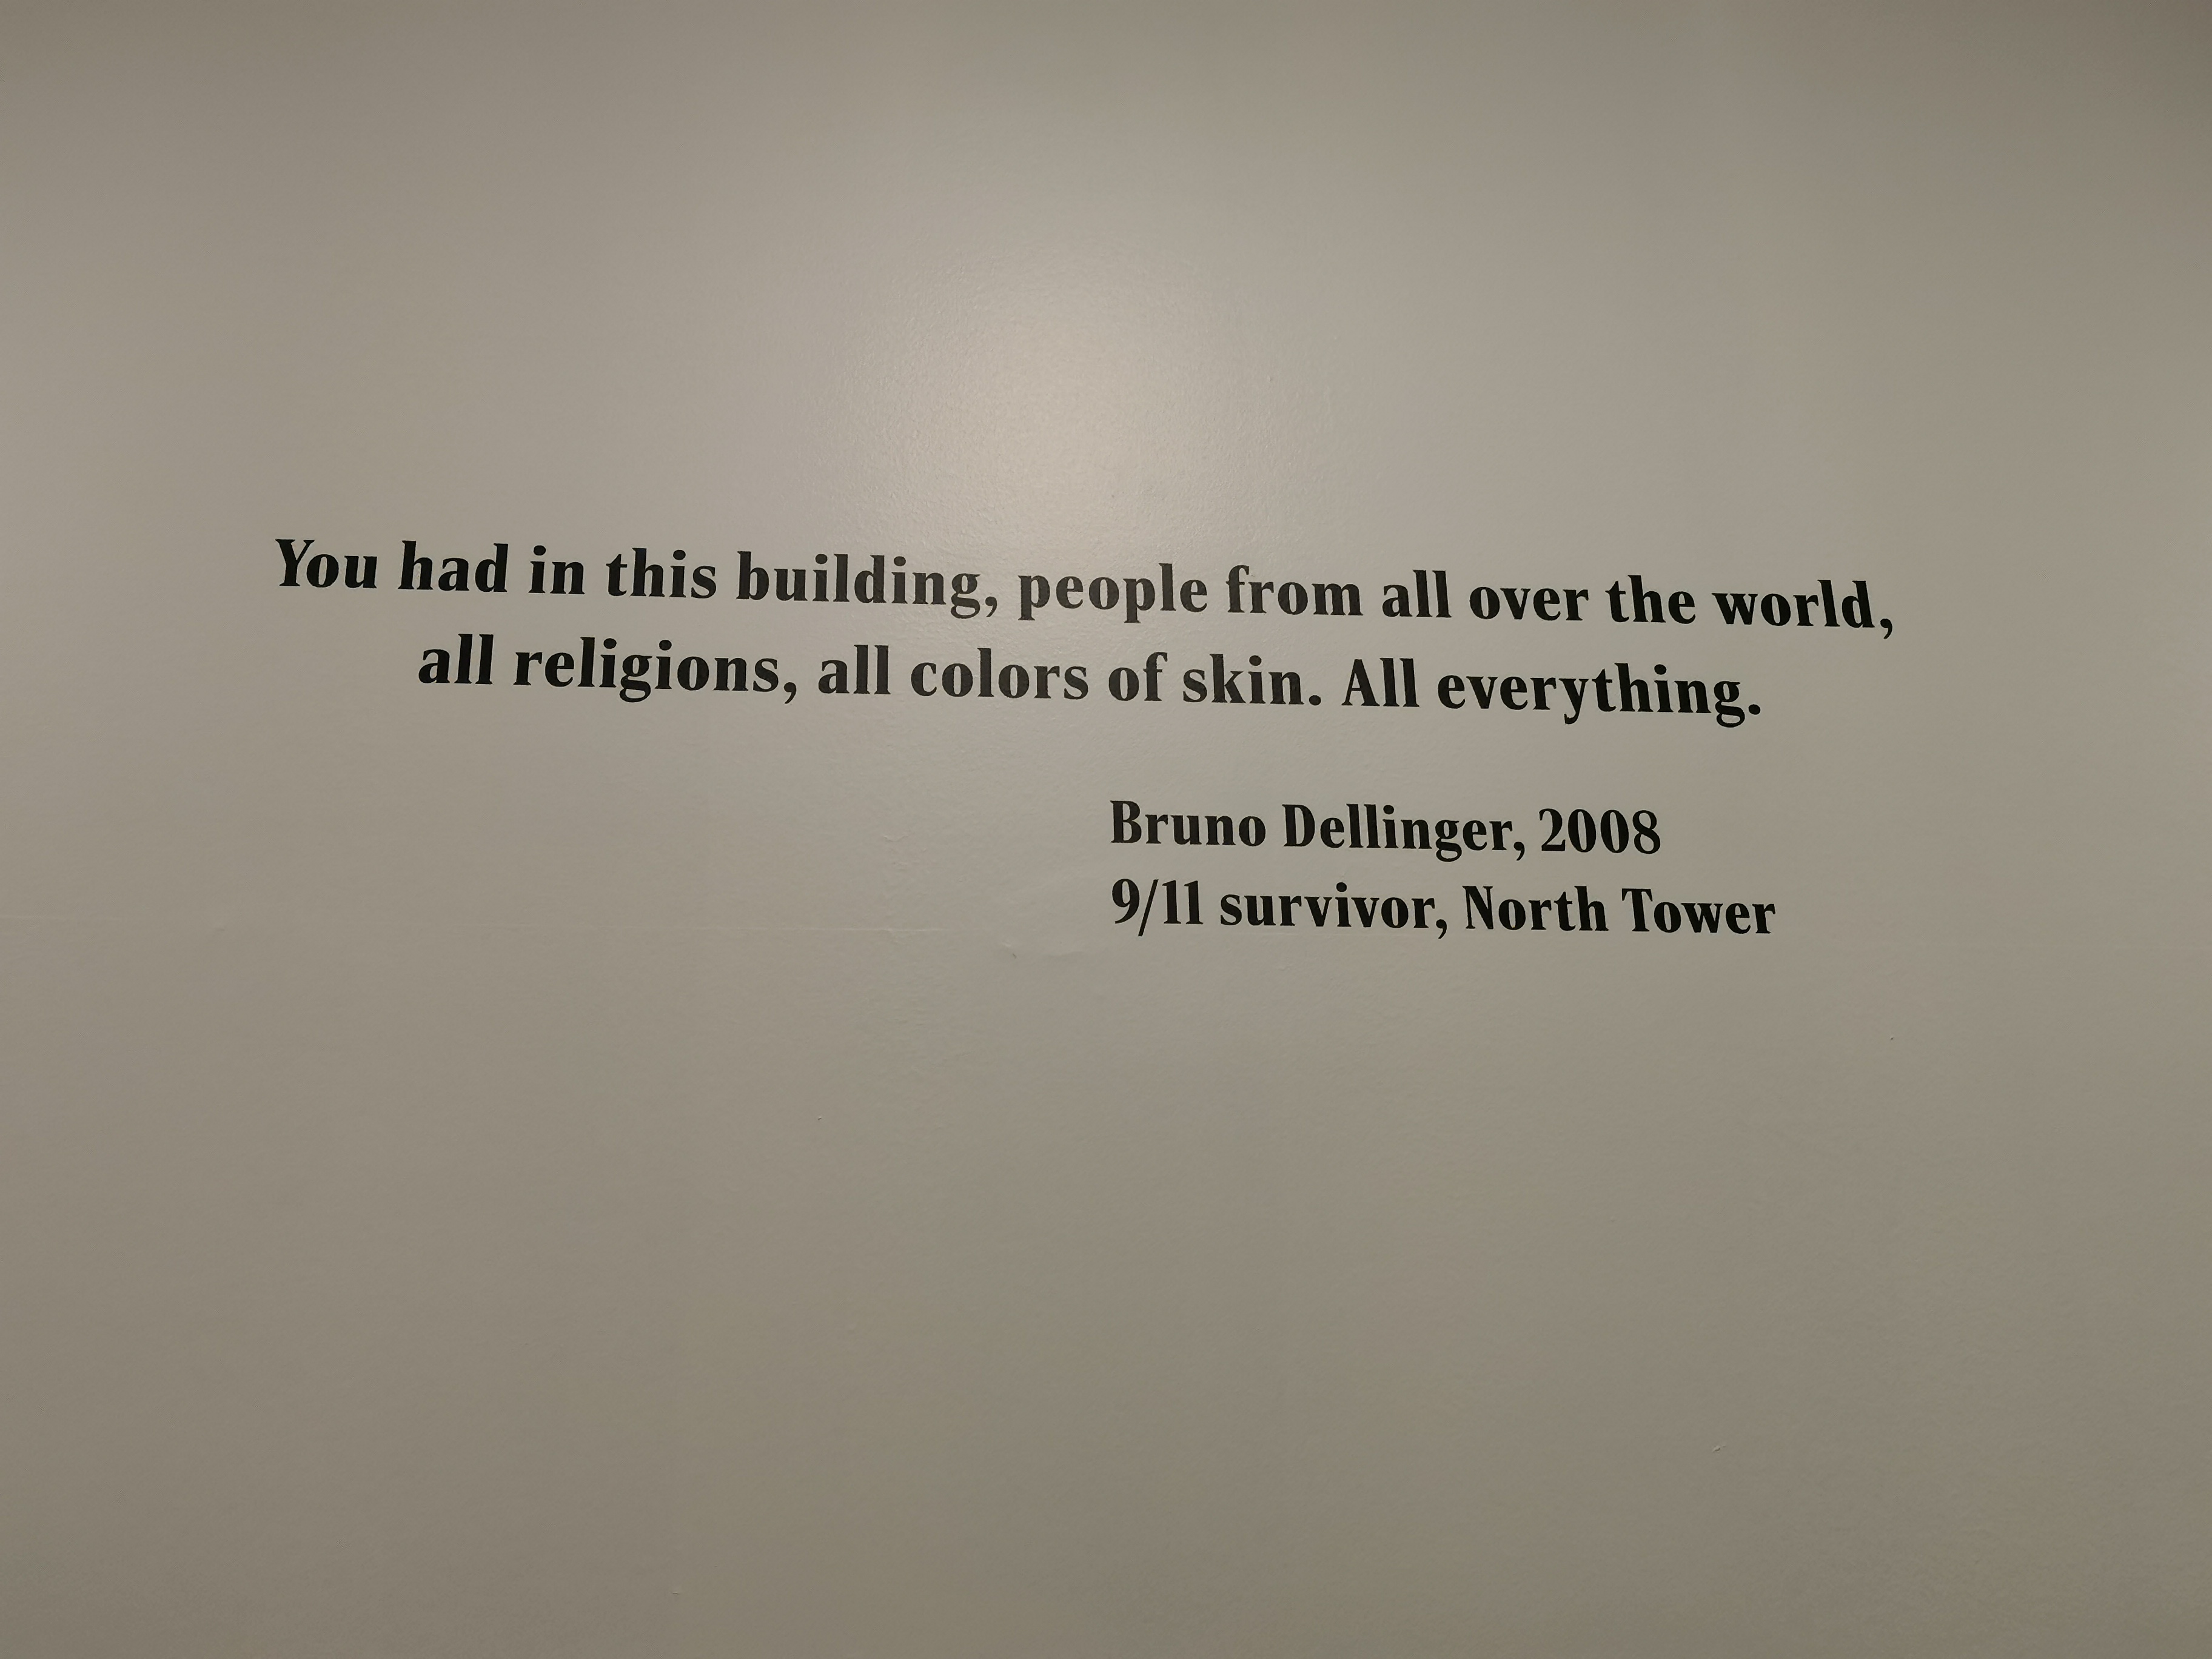 You had in this building, people from all over the world,
all religions, all colors of skin. All everything.
Bruno Dellinger, 2008
9/11 survivor, North Tower